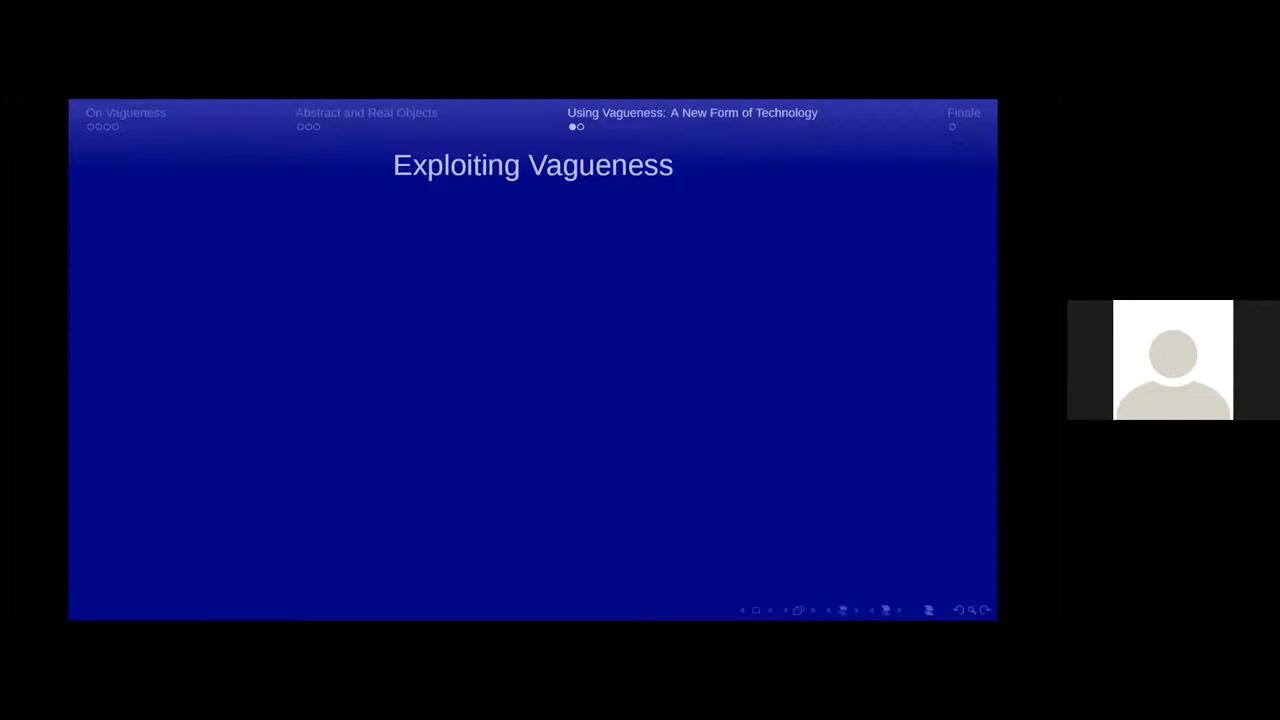 On Vagueness
Abstract and Real Objects
Using Vagueness: A New Form of Technology
Finale
Exploiting Vagueness